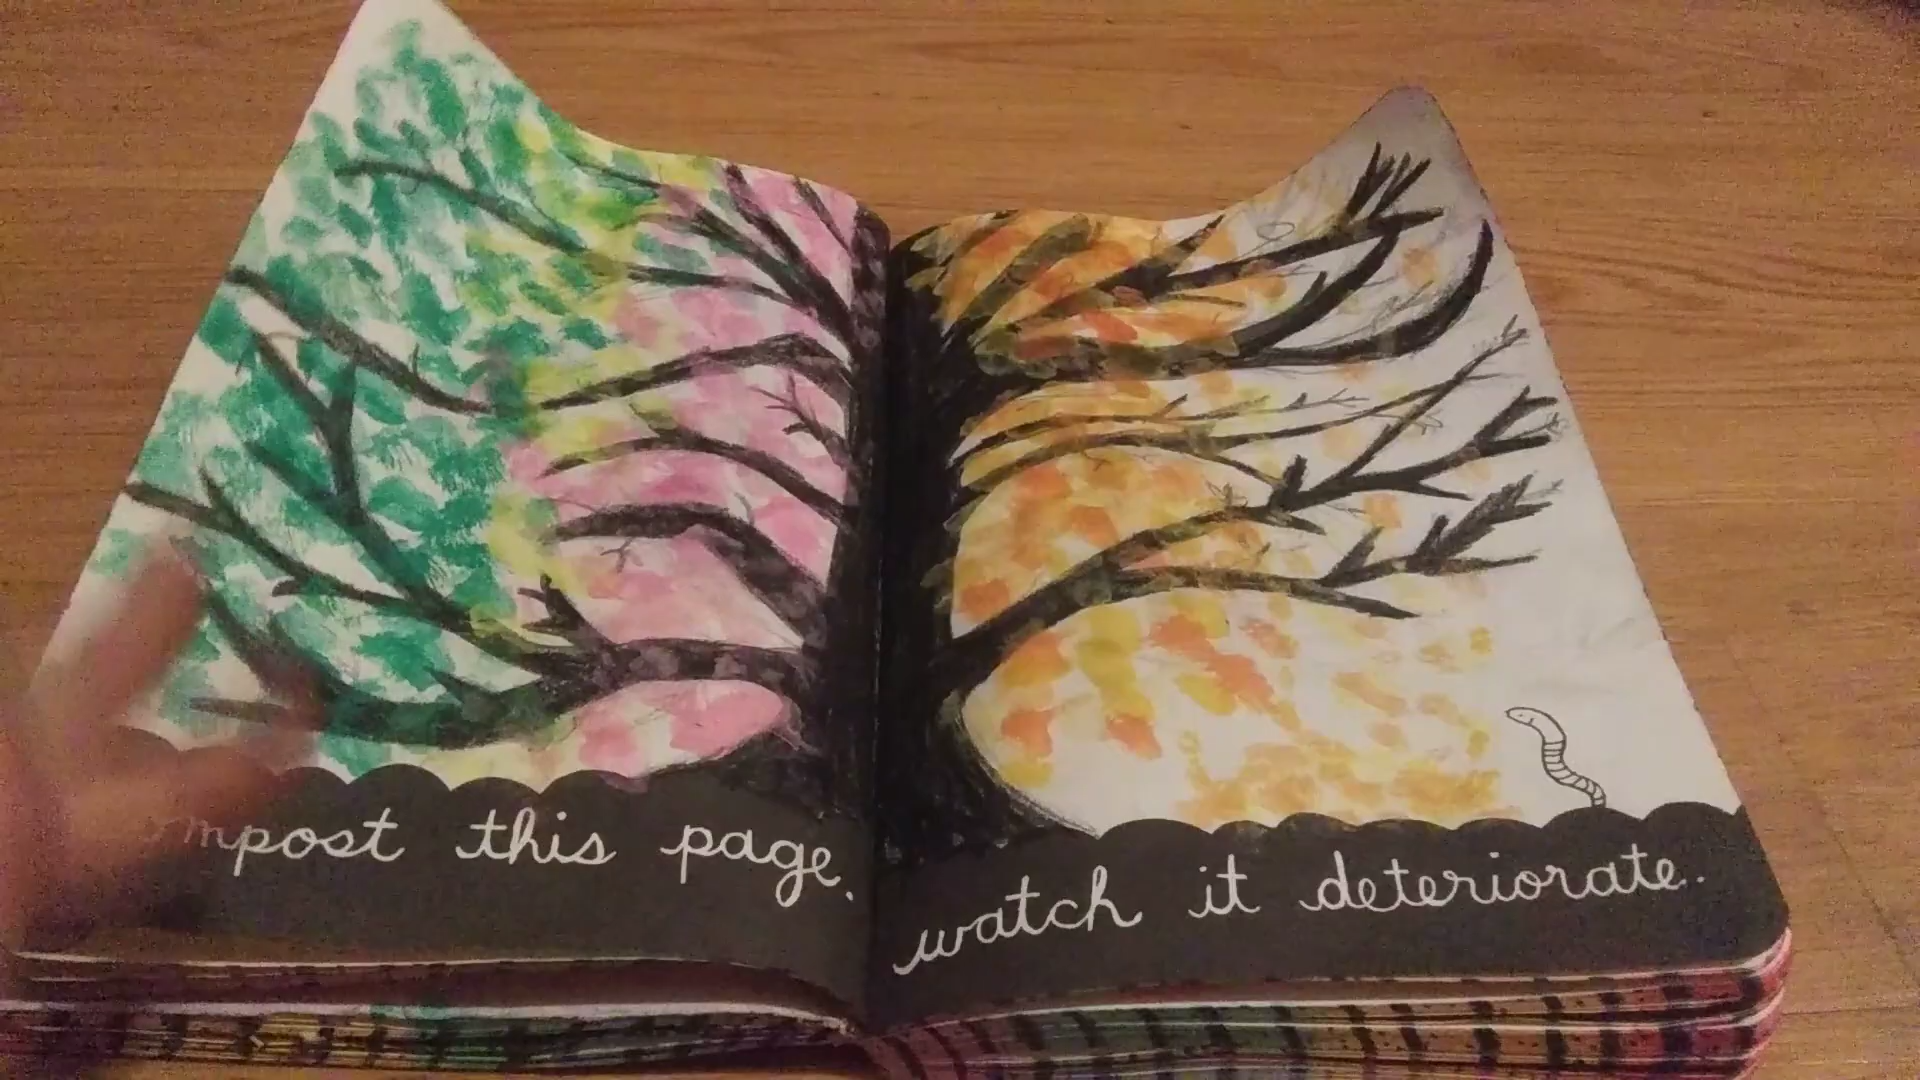 mpost this page.
watch it deteriorate.